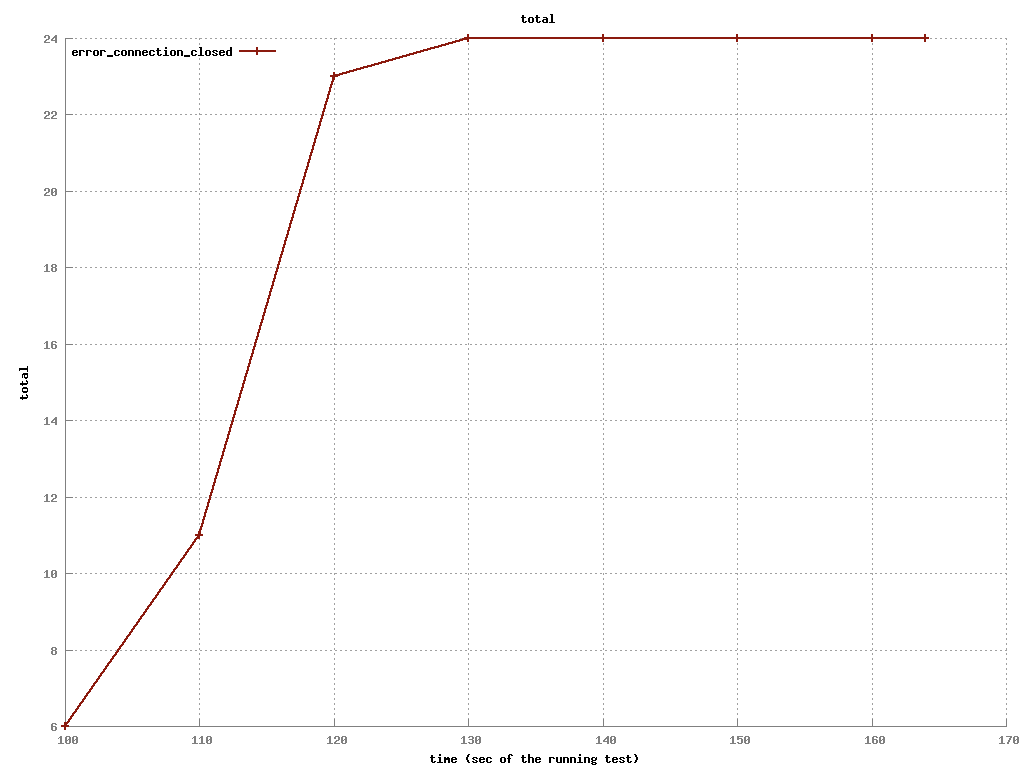 total
error_connection_closed
24
22
20
18
16
14
12
10
8
6
total
100 110 120 130 140 150 160 170
time (sec of the running test)